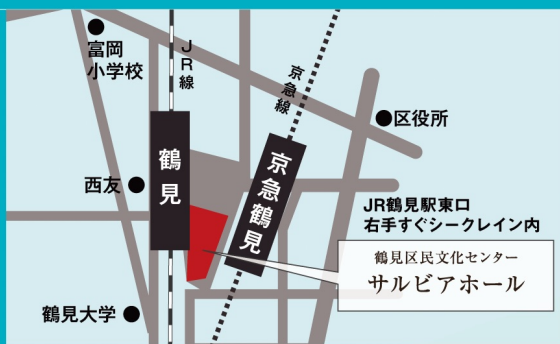 富岡
小学校
JR線
京急線
区役所
鶴見
京急鶴見
西友
JR鶴見駅東口
右手すぐシークレイン内
鶴見区民文化センター
サルビアホール
鶴見大学